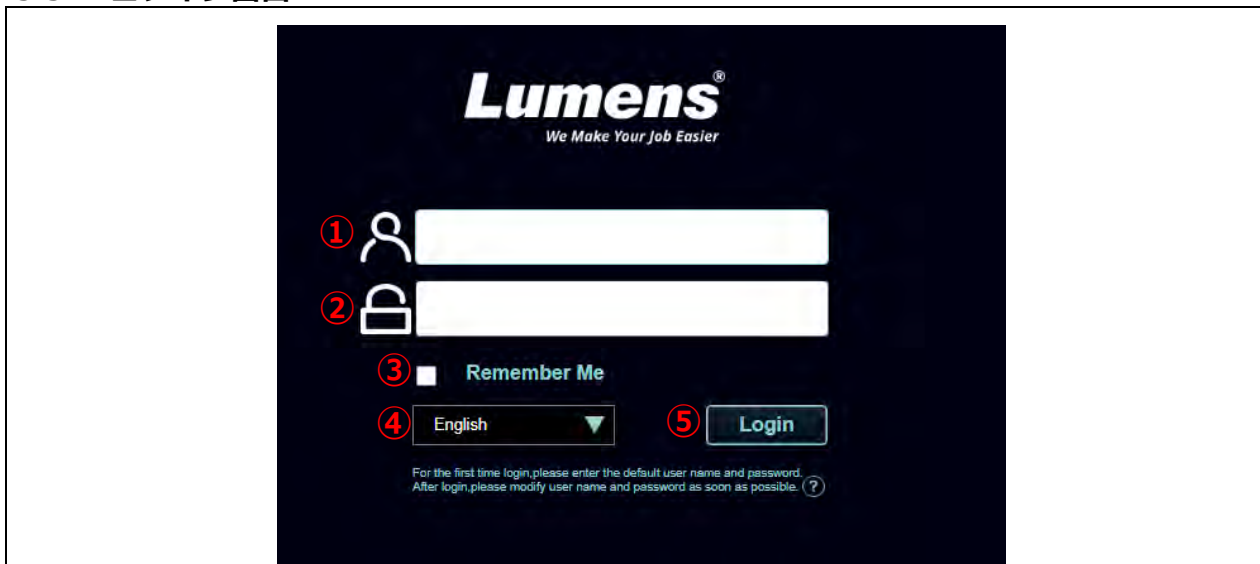 Lumens®
We Make Your Job Easier
①
②
③ Remember Me
④ English ⑤ Login
For the first time login,please enter the default user name and password.
After login,please modify user name and password as soon as possible. ?